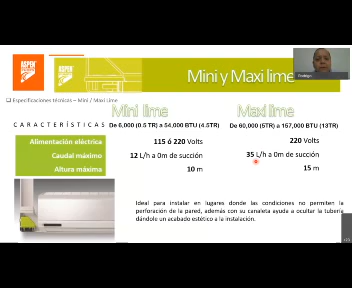 ASPEN
Mini y Maxi lime
❑ Especificaciones técnicas – Mini / Maxi Lime
Mini lime
Maxi lime
CARACTERÍSTICAS De 6,000 (0.5 TR) a 54,000 BTU (4.5TR) De 60,000 (5TR) a 157,000 BTU (13TR)
Alimentación eléctrica 115 ó 220 Volts 220 Volts
Caudal máximo 12 L/h a 0m de succión 35 L/h a 0m de succión
Altura máxima 10 m 15 m
Ideal para instalar en lugares donde las condiciones no permiten la
perforación de la pared, además con su canaleta ayuda a ocultar la tubería
dándole un acabado estético a la instalación.
ASPEN